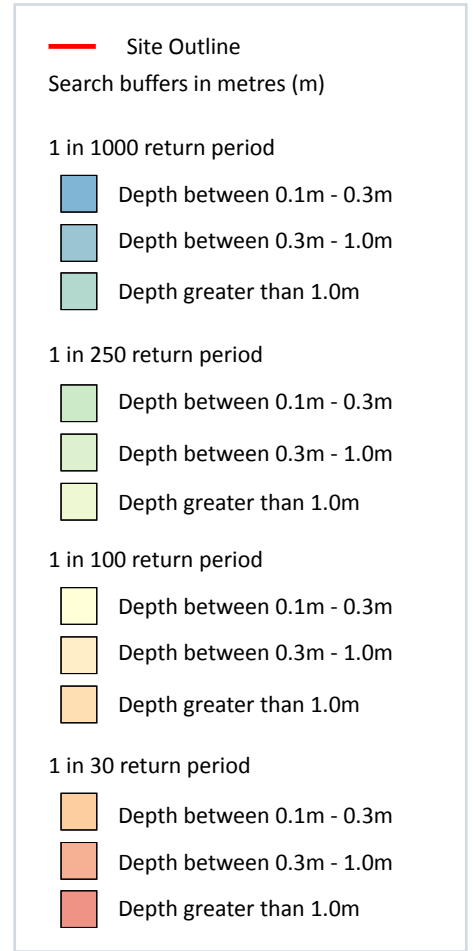 Site Outline
Search buffers in metres (m)
1 in 1000 return period
Depth between 0.1m - 0.3m
Depth between 0.3m - 1.0m
Depth greater than 1.0m
1 in 250 return period
Depth between 0.1m - 0.3m
Depth between 0.3m - 1.0m
Depth greater than 1.0m
1 in 100 return period
Depth between 0.1m - 0.3m
Depth between 0.3m - 1.0m
Depth greater than 1.0m
1 in 30 return period
Depth between 0.1m - 0.3m
Depth between 0.3m - 1.0m
Depth greater than 1.0m